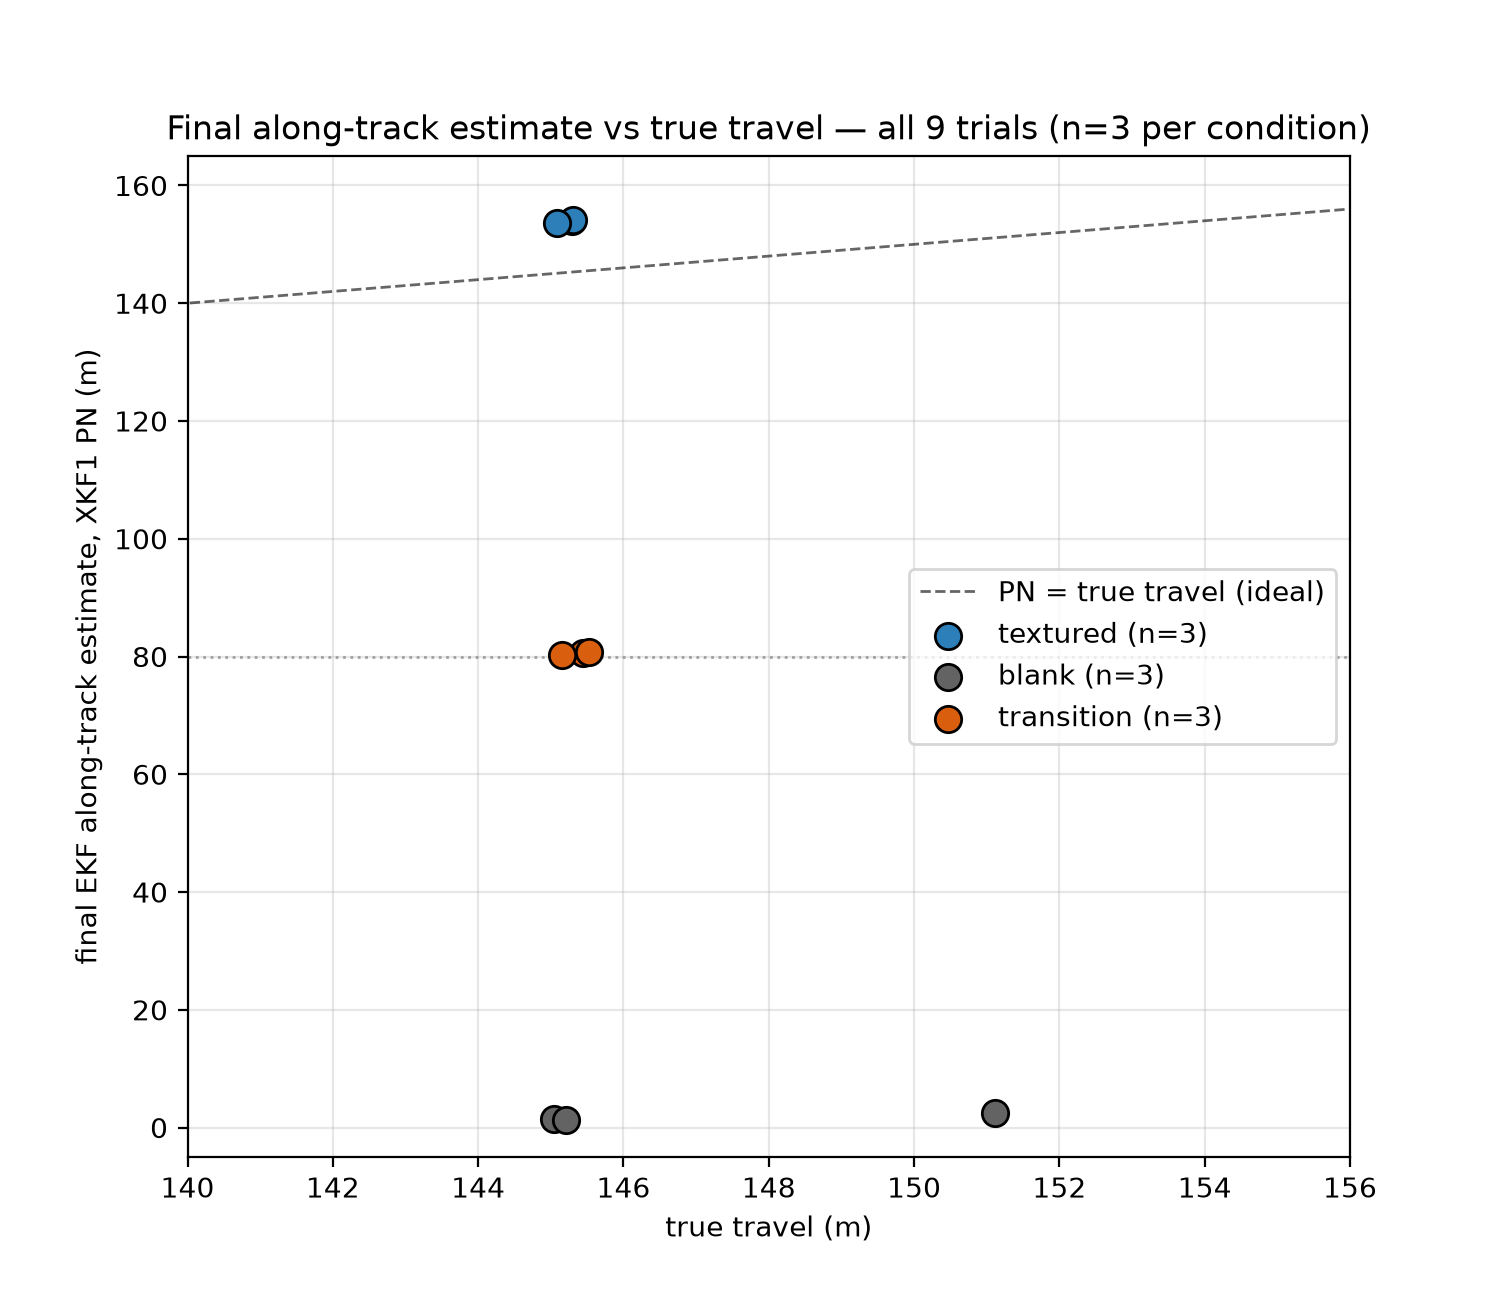 Final along-track estimate vs true travel — all 9 trials (n=3 per condition)
160
140
120
100
80
60
40
20
0
final EKF along-track estimate, XKF1 PN (m)
PN = true travel (ideal)
textured (n=3)
blank (n=3)
transition (n=3)
140 142 144 146 148 150 152 154 156
true travel (m)